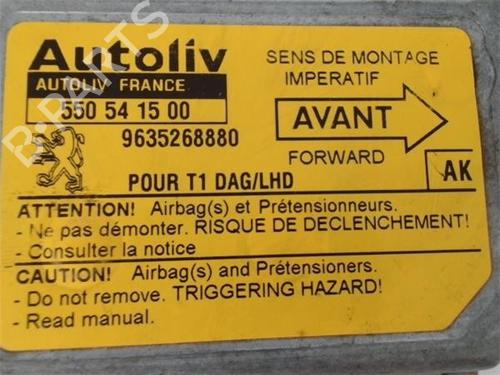 Autoliv
AUTOLIV FRANCE
550 54 15 00
9635268880
SENS DE MONTAGE
IMPERATIF
AVANT
FORWARD
POUR T1 DAG/LHD
AK
ATTENTION! Airbag(s) et Prétensionneurs.
- Ne pas démonter. RISQUE DE DECLENCHEMENT!
- Consulter la notice
CAUTION! Airbag(s) and Prétensioners.
- Do not remove. TRIGGERING HAZARD!
- Read manual.
B-PARTS